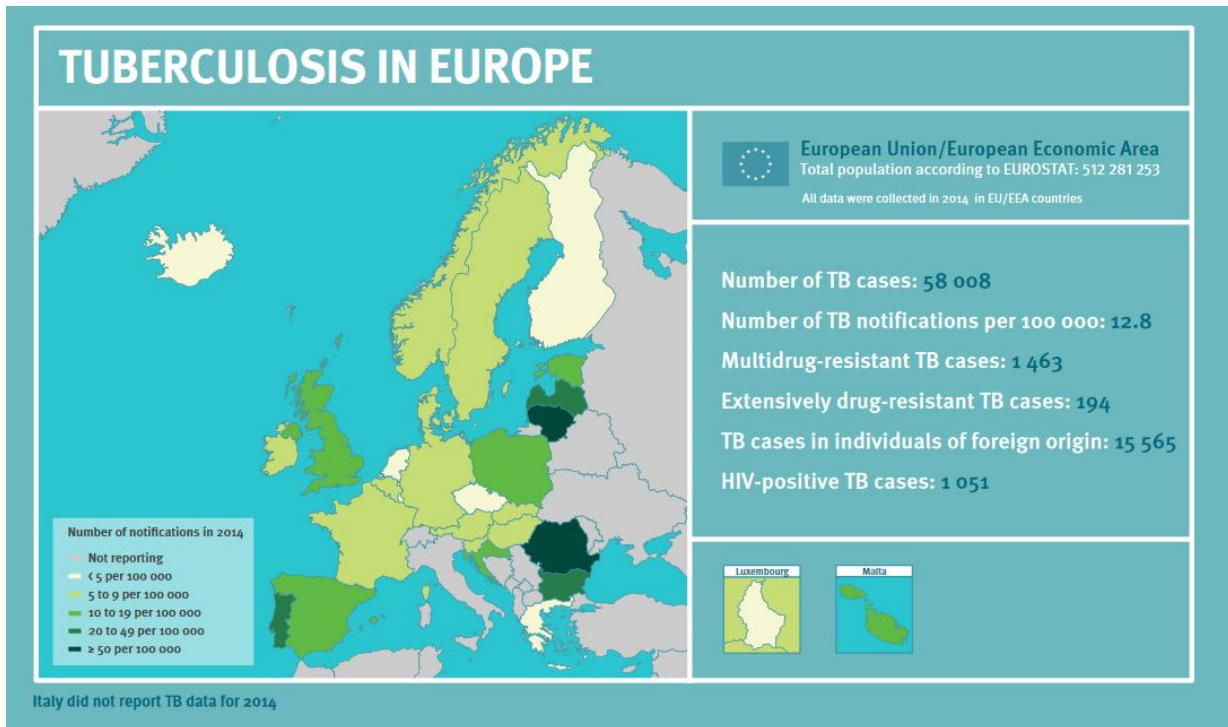 TUBERCULOSIS IN EUROPE
European Union/European Economic Area
Total population according to EUROSTAT: 512 281 253
All data were collected in 2014 in EU/EEA countries
Number of TB cases: 58 008
Number of TB notifications per 100 000: 12.8
Multidrug-resistant TB cases: 1 463
Extensively drug-resistant TB cases: 194
TB cases in individuals of foreign origin: 15 565
HIV-positive TB cases: 1 051
Number of notifications in 2014
Not reporting
< 5 per 100 000
5 to 9 per 100 000
10 to 19 per 100 000
20 to 49 per 100 000
≥ 50 per 100 000
Luxembourg
Malta
Italy did not report TB data for 2014